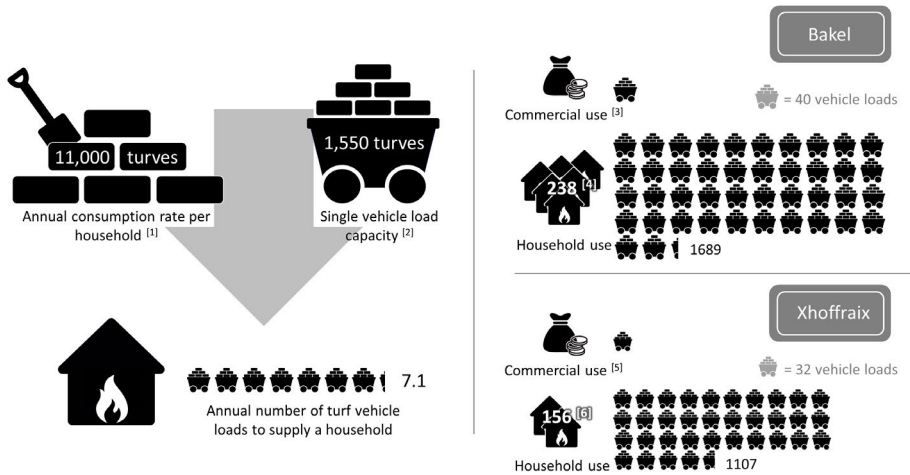 11,000 turves
Annual consumption rate per
household [1]
1,550 turves
Single vehicle load
capacity [2]
7.1
Annual number of turf vehicle
loads to supply a household
Bakel
= 40 vehicle loads
Commercial use [3]
238 [4]
Household use
1689
Xhoffraix
= 32 vehicle loads
Commercial use [5]
156 [6]
Household use
1107